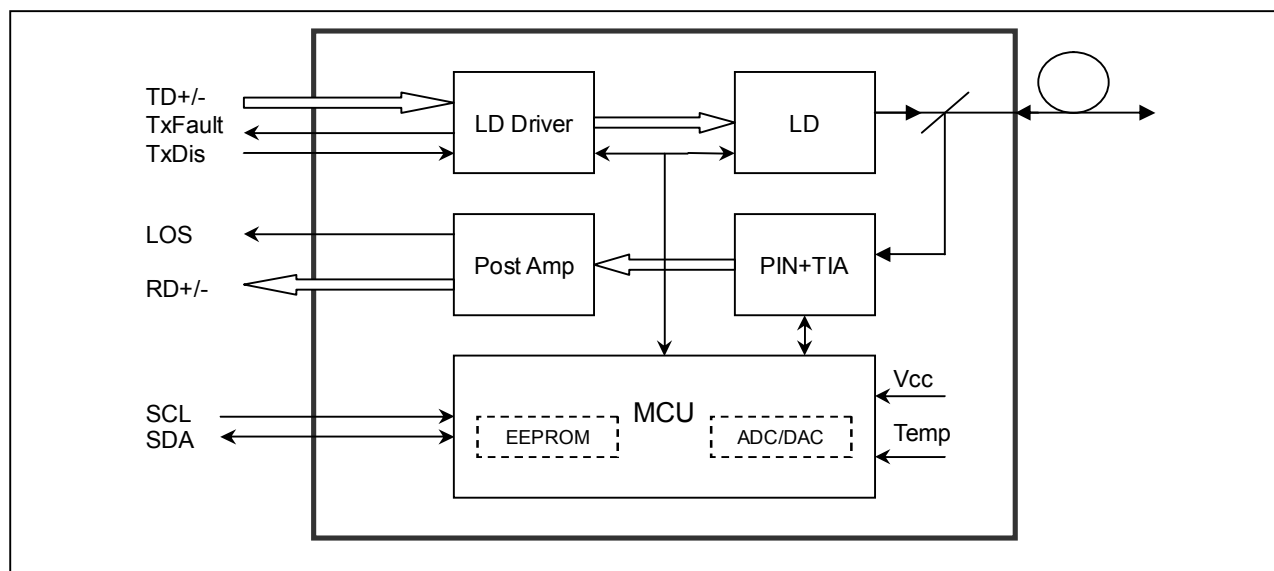 TD+/-
TxFault
TxDis
LD Driver
LD
LOS
RD+/-
Post Amp
PIN+TIA
SCL
SDA
MCU
EEPROM
ADC/DAC
Vcc
Temp